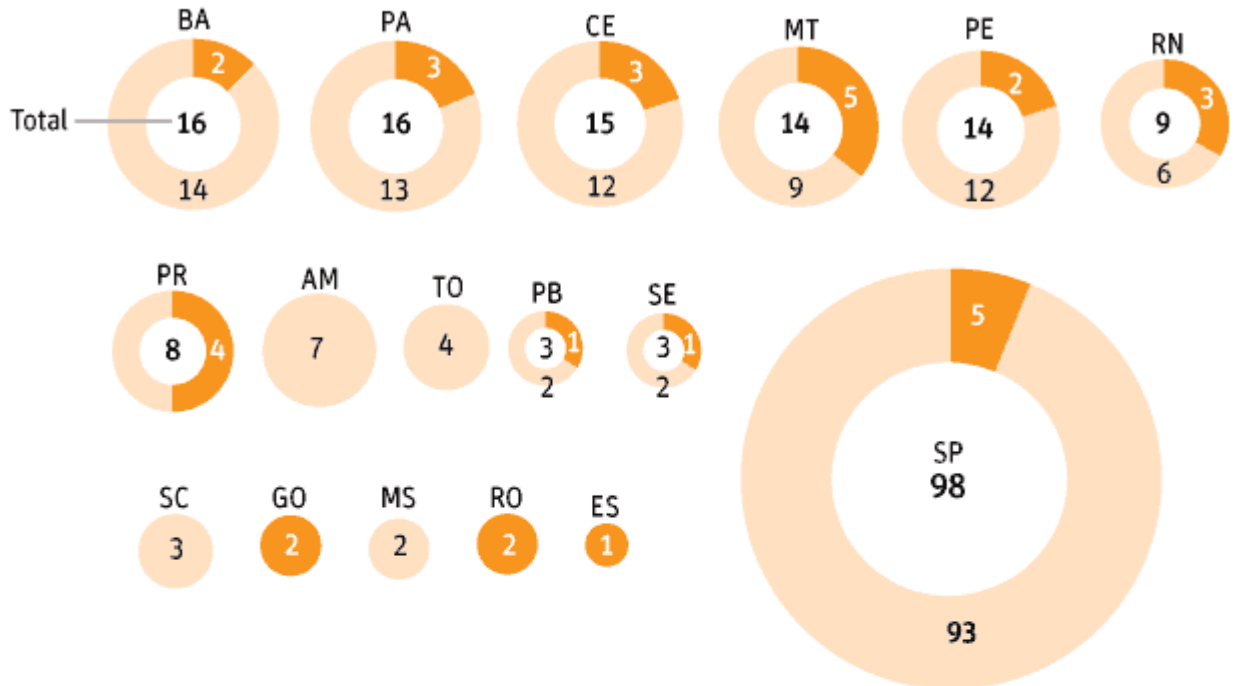 BA PA CE MT PE RN
2 3 3 5 2 3
Total 16 16 15 14 14 9
14 13 12 9 12 6
PR AM TO PB SE
8 4 7 4 3 1 3 1
2 2
5
SP
98
93
SC GO MS RO ES
3 2 2 2 1